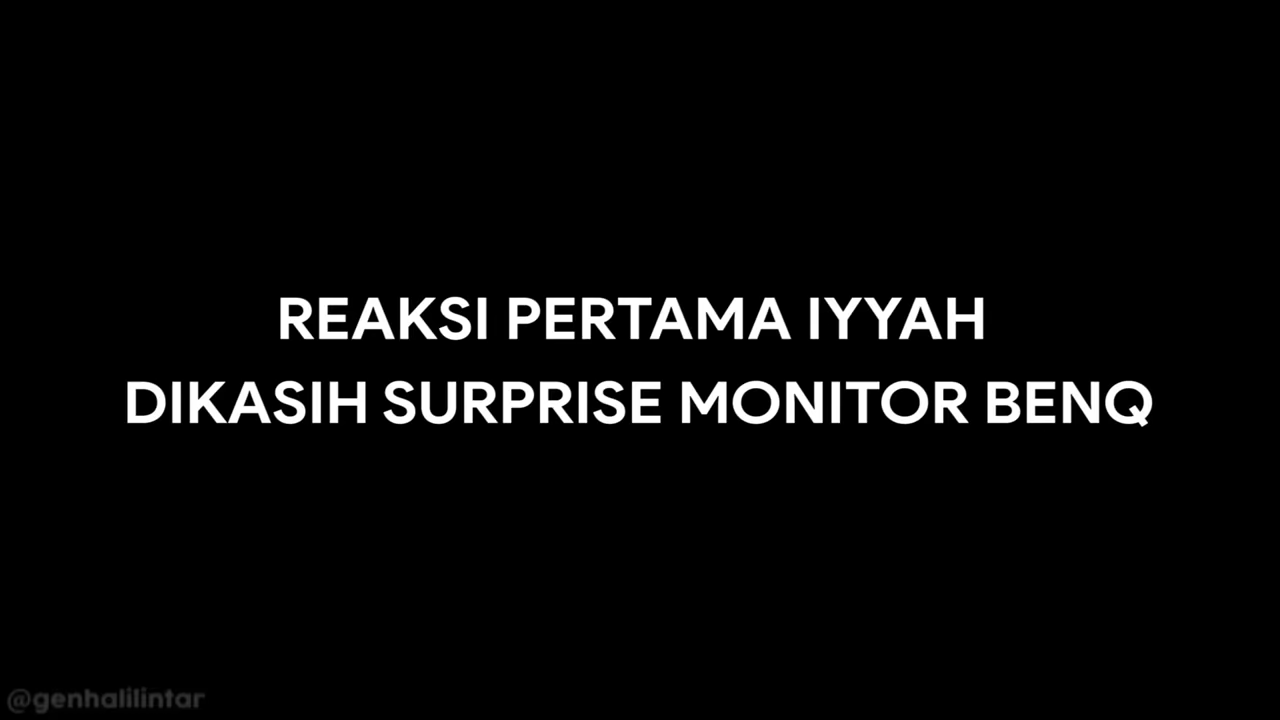 REAKSI PERTAMA IYYAH
DIKASIH SURPRISE MONITOR BENQ
@genhalilintar